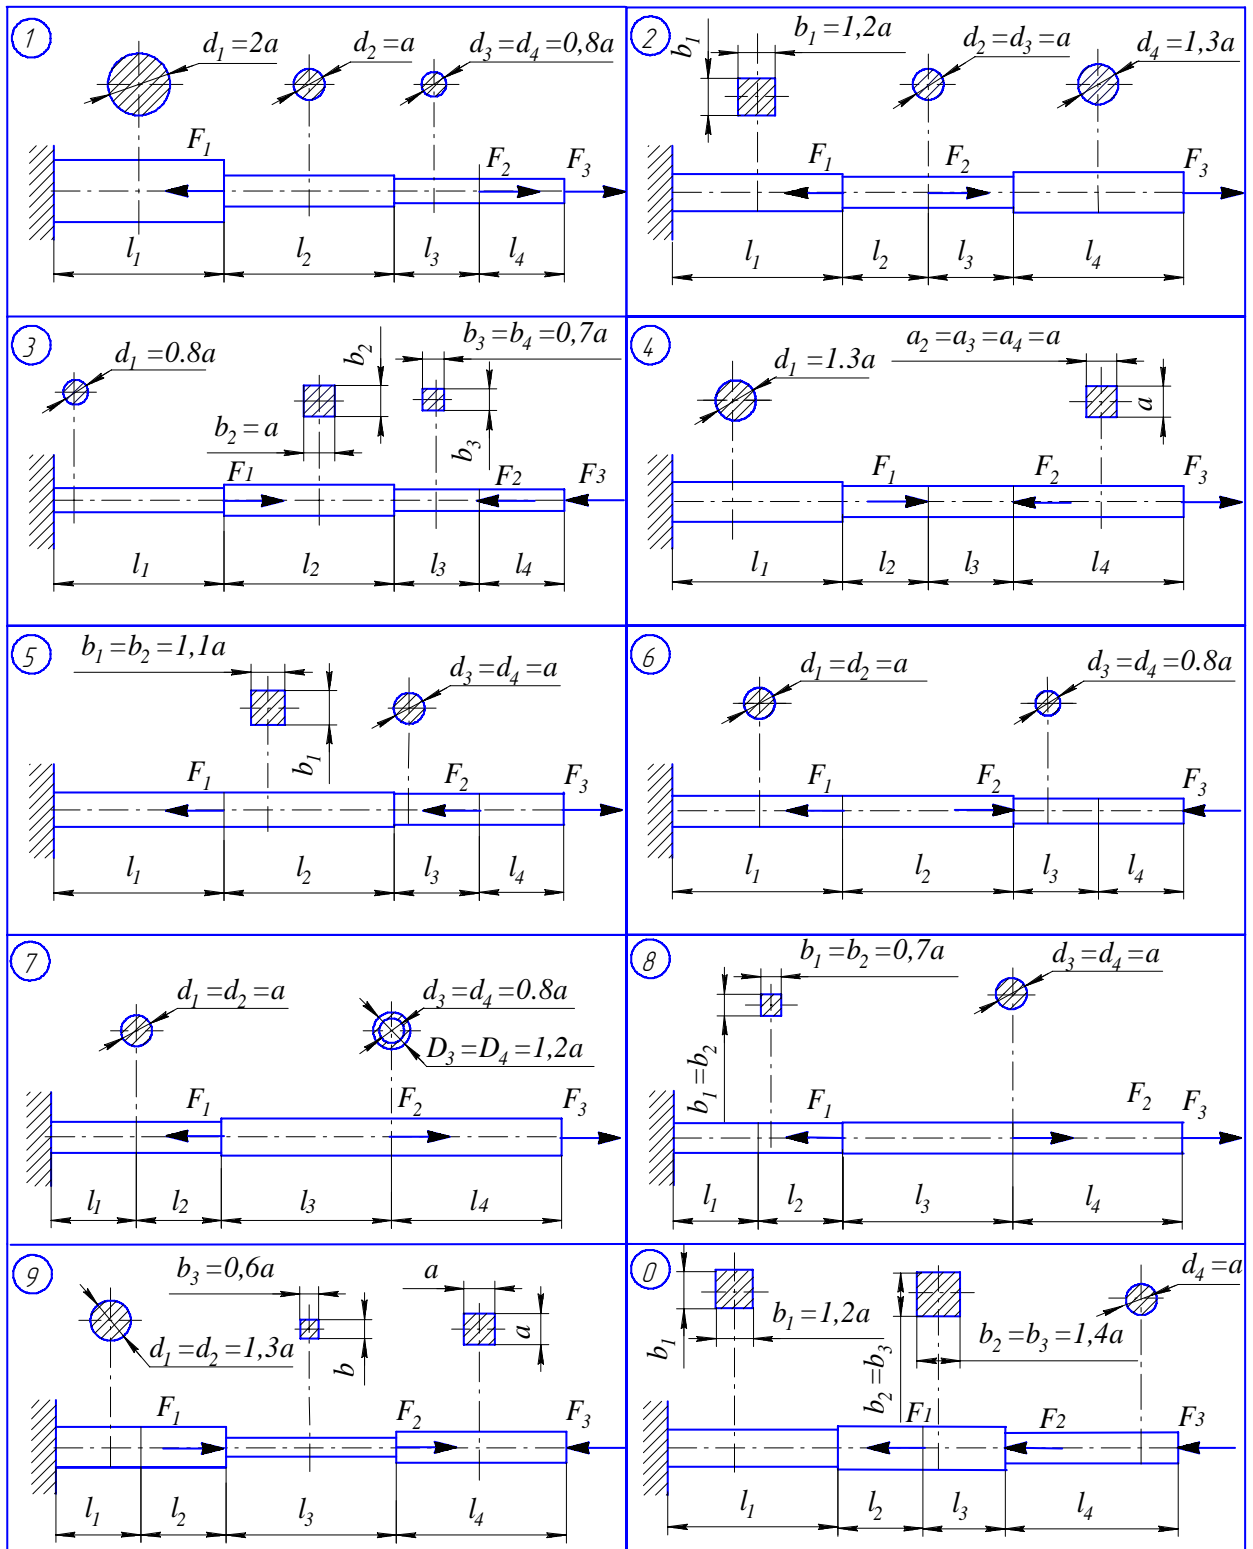 1
d₁=2a
d₂=a
d₃=d₄=0,8a
F₁
F₂
F₃
l₁
l₂
l₃
l₄
2
b₁
b₁=1,2a
d₂=d₃=a
d₄=1,3a
F₁
F₂
F₃
l₁
l₂
l₃
l₄
3
d₁=0.8a
b₂
b₃=b₄=0,7a
b₂=a
b₃
F1
F2
F3
l₁
l₂
l₃
l₄
4
d₁=1.3a
a₂=a₃=a₄=a
a
F₁
F₂
F₃
l₁
l₂
l₃
l₄
5
b₁=b₂=1,1a
d₃=d₄=a
b₁
F₁
F₂
F₃
l₁
l₂
l₃
l₄
6
d₁=d₂=a
d₃=d₄=0.8a
F₁
F₂
F₃
l₁
l₂
l₃
l₄
7
d₁=d₂=a
d₃=d₄=0.8a
D₃=D₄=1,2a
F₁
F₂
F₃
l₁
l₂
l₃
l₄
8
b₁=b₂=0,7a
d₃=d₄=a
b₁=b₂
F₁
F₂
F₃
l₁
l₂
l₃
l₄
9
b₃=0,6a
a
a
d₁=d₂=1,3a
b
F₁
F₂
F₃
l₁
l₂
l₃
l₄
0
d₄=a
b₁
b₁=1,2a
b₂=b₃
b₂=b₃=1,4a
F1
F2
F3
l₁
l₂
l₃
l₄